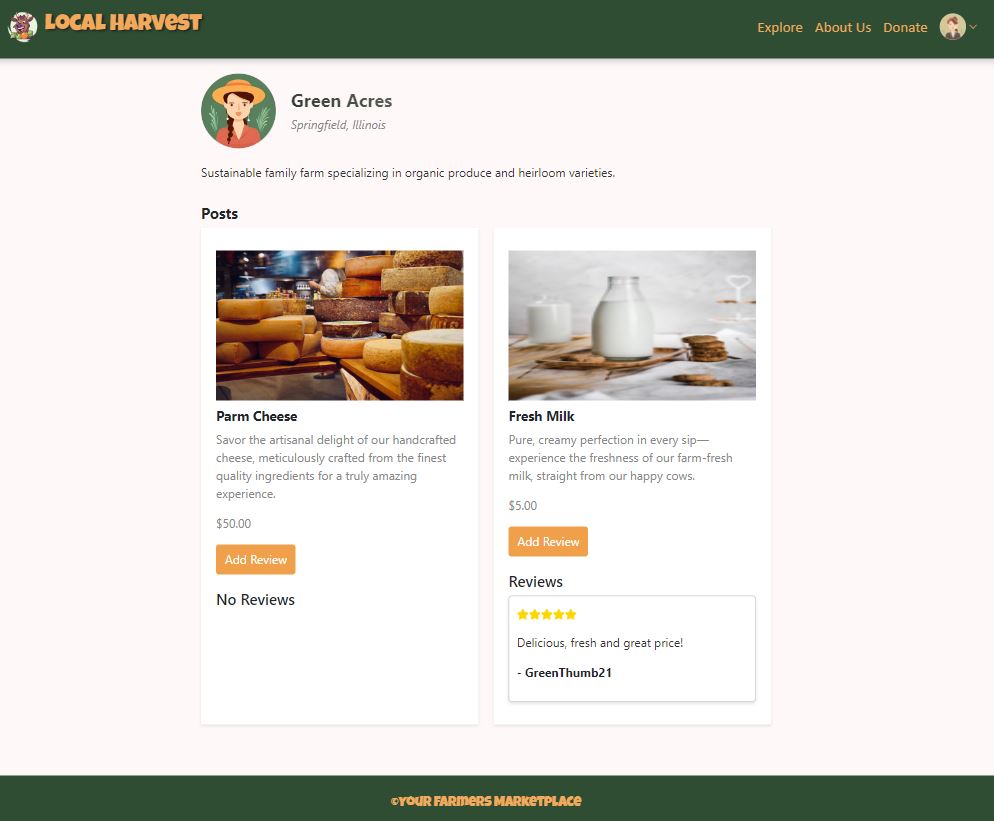 LOCAL HARVEST
Explore
About Us
Donate
Green Acres
Springfield, Illinois
Sustainable family farm specializing in organic produce and heirloom varieties.
Posts
Parm Cheese
Savor the artisanal delight of our handcrafted
cheese, meticulously crafted from the finest
quality ingredients for a truly amazing
experience.
$50.00
Add Review
No Reviews
Fresh Milk
Pure, creamy perfection in every sip—
experience the freshness of our farm-fresh
milk, straight from our happy cows.
$5.00
Add Review
Reviews
Delicious, fresh and great price!
- GreenThumb21
©Your Farmers Marketplace